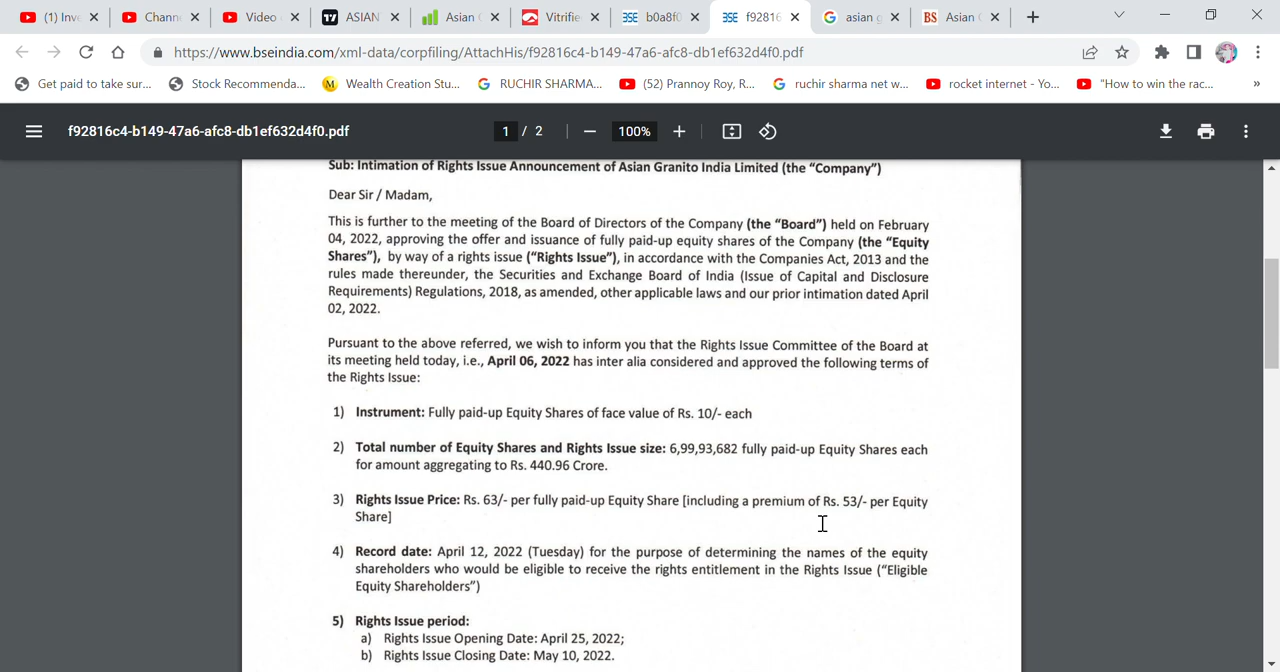 (1) Inve
Chann
Video
ASIAN
Asian G
Vitrifie
b0a8f0
f92816
asian g
Asian G
https://www.bseindia.com/xml-data/corpfiling/AttachHis/f92816c4-b149-47a6-afc8-db1ef632d4f0.pdf
Get paid to take sur...
Stock Recommenda...
Wealth Creation Stu...
RUCHIR SHARMA...
(52) Prannoy Roy, R...
ruchir sharma net w...
rocket internet - Yo...
"How to win the rac...
»
f92816c4-b149-47a6-afc8-db1ef632d4f0.pdf
1 / 2
100%
Sub: Intimation of Rights Issue Announcement of Asian Granito India Limited (the “Company”)
Dear Sir / Madam,
This is further to the meeting of the Board of Directors of the Company (the “Board”) held on February
04, 2022, approving the offer and issuance of fully paid-up equity shares of the Company (the “Equity
Shares”), by way of a rights issue (“Rights Issue”), in accordance with the Companies Act, 2013 and the
rules made thereunder, the Securities and Exchange Board of India (Issue of Capital and Disclosure
Requirements) Regulations, 2018, as amended, other applicable laws and our prior intimation dated April
02, 2022.
Pursuant to the above referred, we wish to inform you that the Rights Issue Committee of the Board at
its meeting held today, i.e., April 06, 2022 has inter alia considered and approved the following terms of
the Rights Issue:
1) Instrument: Fully paid-up Equity Shares of face value of Rs. 10/- each
2) Total number of Equity Shares and Rights Issue size: 6,99,93,682 fully paid-up Equity Shares each
for amount aggregating to Rs. 440.96 Crore.
3) Rights Issue Price: Rs. 63/- per fully paid-up Equity Share [including a premium of Rs. 53/- per Equity
Share]
4) Record date: April 12, 2022 (Tuesday) for the purpose of determining the names of the equity
shareholders who would be eligible to receive the rights entitlement in the Rights Issue (“Eligible
Equity Shareholders”)
5) Rights Issue period:
a) Rights Issue Opening Date: April 25, 2022;
b) Rights Issue Closing Date: May 10, 2022.